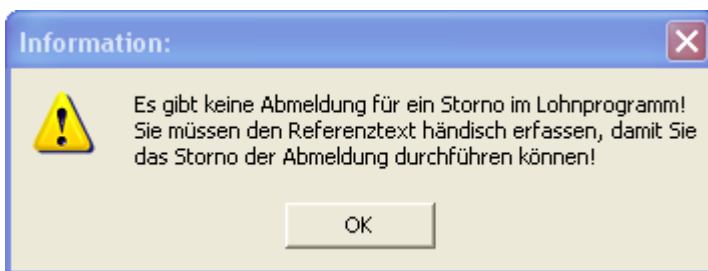 Information:
Es gibt keine Abmeldung für ein Storno im Lohnprogramm!
Sie müssen den Referenztext händisch erfassen, damit Sie
das Storno der Abmeldung durchführen können!
OK